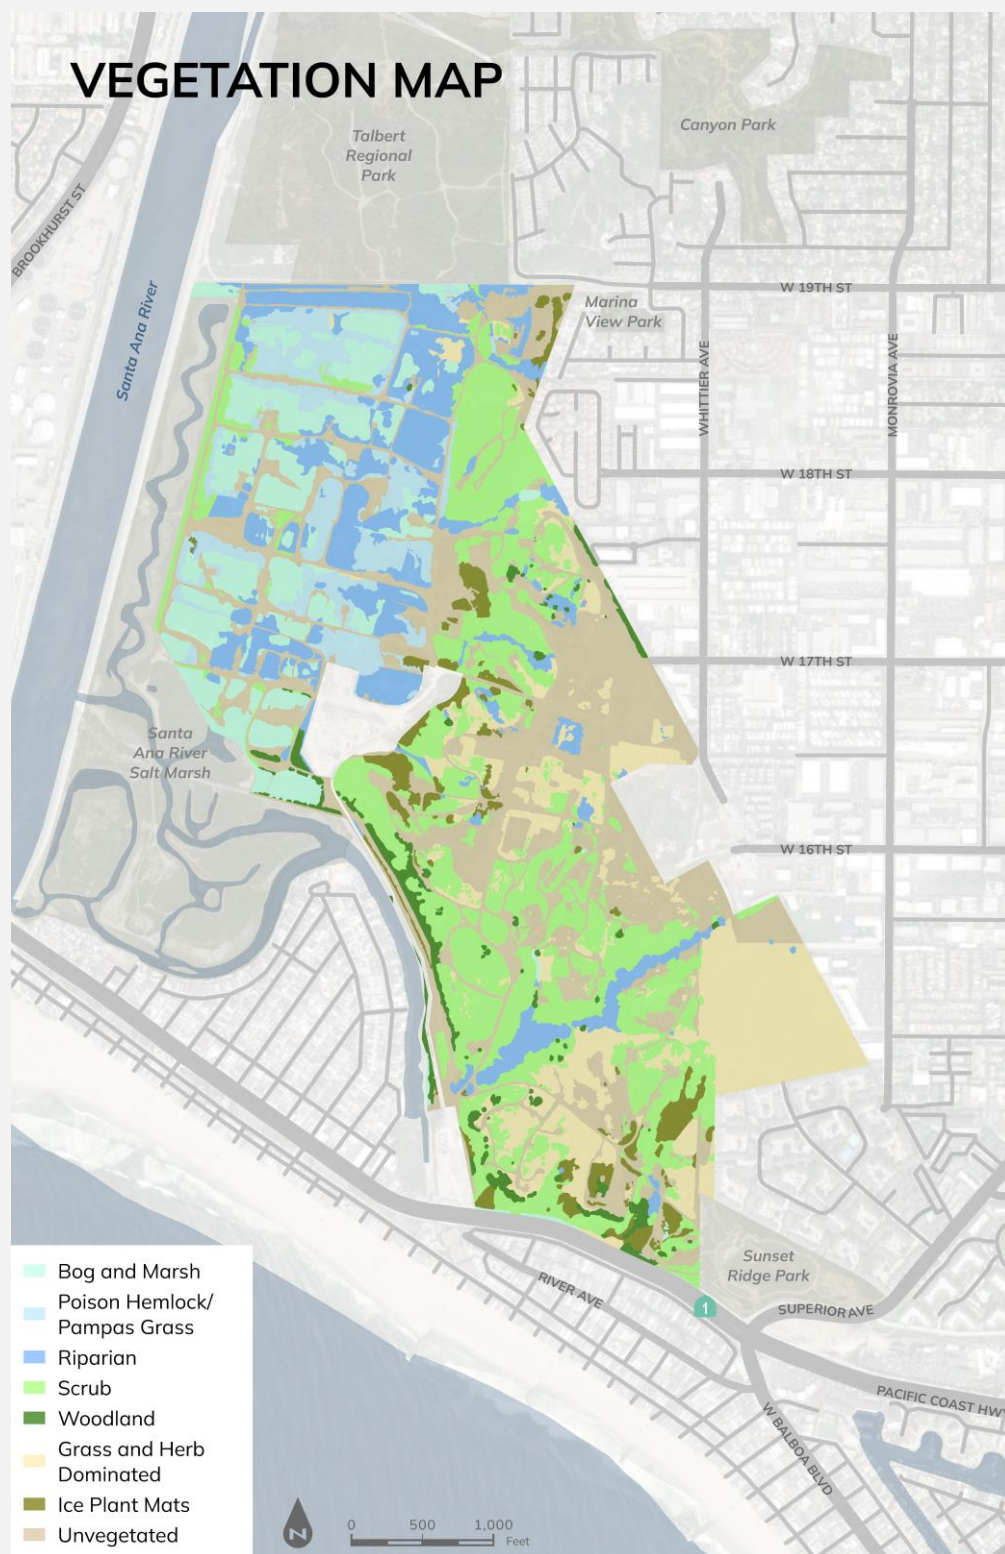 VEGETATION MAP
Talbert
Regional
Park
Canyon Park
BROOKHURST ST
Santa Ana River
Marina
View Park
W 19TH ST
WHITTIER AVE
MONROVIA AVE
W 18TH ST
W 17TH ST
Santa
Ana River
Salt Marsh
W 16TH ST
Sunset
Ridge Park
RIVER AVE
1
SUPERIOR AVE
PACIFIC COAST HWY
W BALBOA BLVD
Bog and Marsh
Poison Hemlock/
Pampas Grass
Riparian
Scrub
Woodland
Grass and Herb
Dominated
Ice Plant Mats
Unvegetated
N
0 500 1,000
Feet